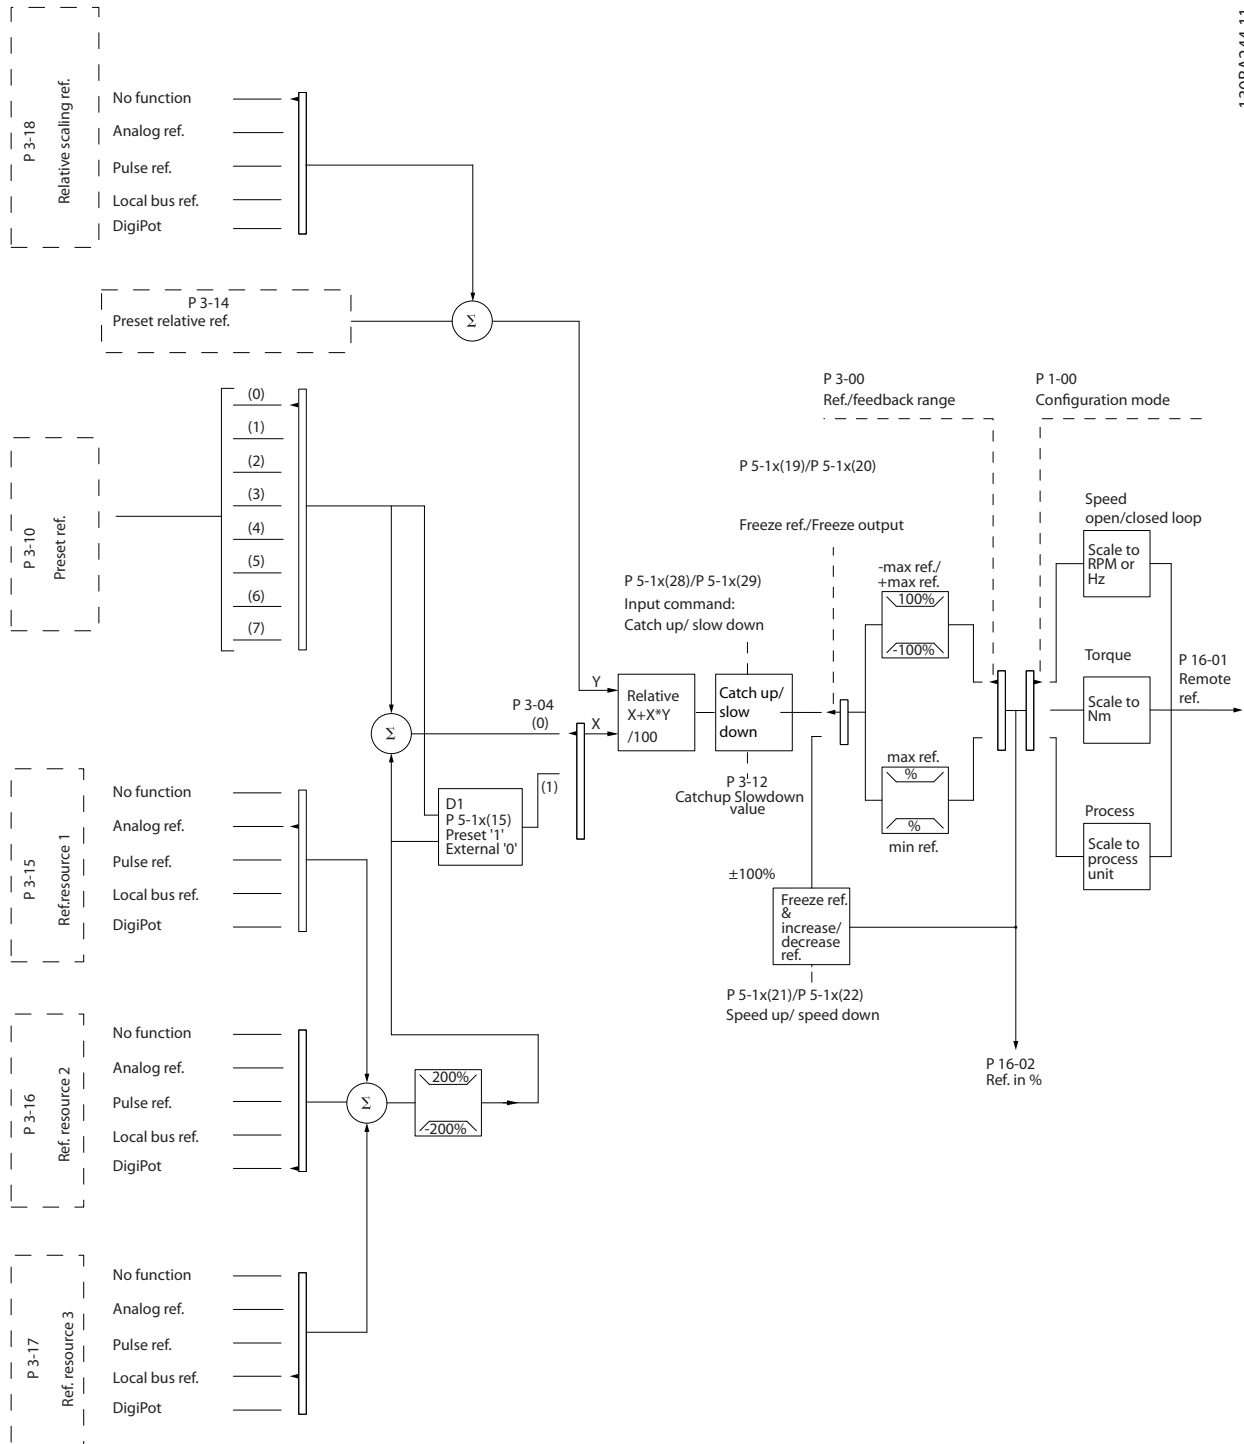 130BA244.11
P 3-18
Relative scaling ref.
No function
Analog ref.
Pulse ref.
Local bus ref.
DigiPot
P 3-14
Preset relative ref.
Σ
P 3-10
Preset ref.
(0)
(1)
(2)
(3)
(4)
(5)
(6)
(7)
P 3-15
Ref.resource 1
No function
Analog ref.
Pulse ref.
Local bus ref.
DigiPot
P 3-16
Ref. resource 2
No function
Analog ref.
Pulse ref.
Local bus ref.
DigiPot
P 3-17
Ref. resource 3
No function
Analog ref.
Pulse ref.
Local bus ref.
DigiPot
Σ
200%
-200%
Σ
D1
P 5-1x(15)
Preset '1'
External '0'
P 3-04
(0)
(1)
Y
X
Relative
X+X*Y
/100
P 5-1x(28)/P 5-1x(29)
Input command:
Catch up/ slow down
Catch up/
slow
down
P 3-12
Catchup Slowdown
value
P 5-1x(19)/P 5-1x(20)
Freeze ref./Freeze output
±100%
Freeze ref.
&
increase/
decrease
ref.
P 5-1x(21)/P 5-1x(22)
Speed up/ speed down
P 3-00
Ref./feedback range
-max ref./
+max ref.
100%
-100%
max ref.
%
%
min ref.
P 1-00
Configuration mode
Speed
open/closed loop
Scale to
RPM or
Hz
Torque
Scale to
Nm
Process
Scale to
process
unit
P 16-01
Remote
ref.
P 16-02
Ref. in %